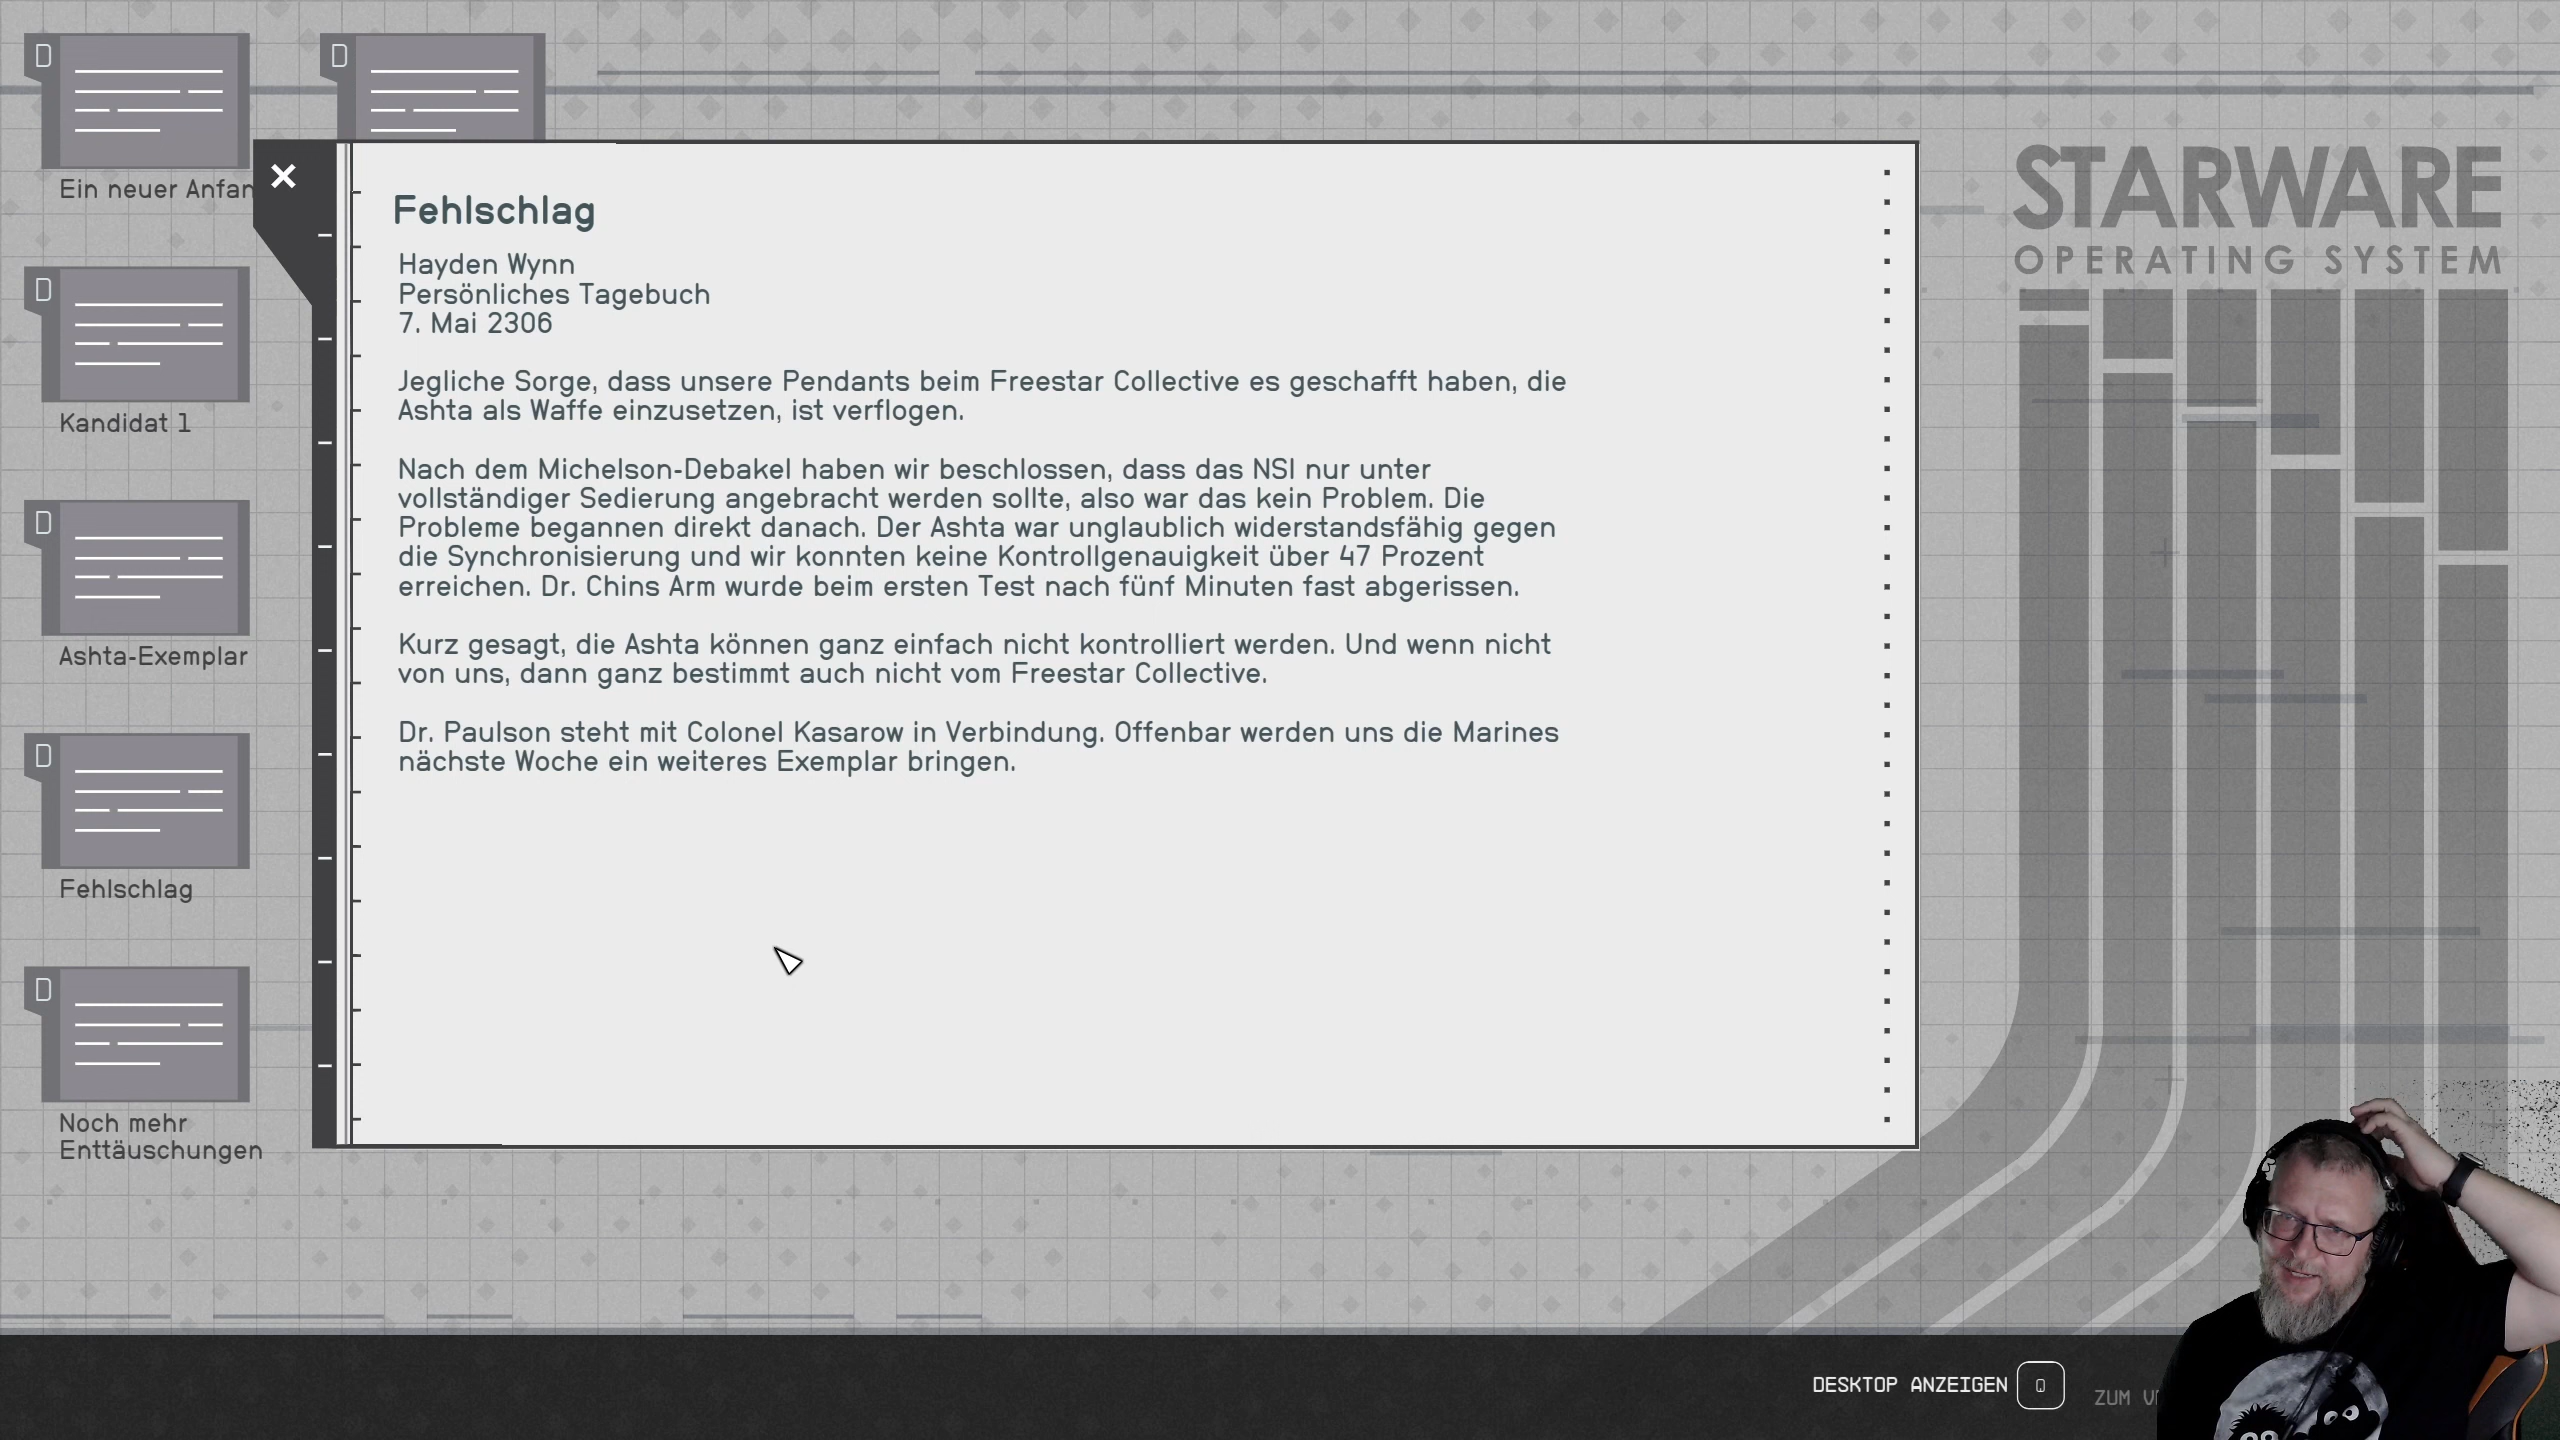 D
D
Ein neuer Anfan
D
Kandidat 1
D
Ashta-Exemplar
D
Fehlschlag
D
Noch mehr
Enttäuschungen
Fehlschlag
Hayden Wynn
Persönliches Tagebuch
7. Mai 2306
Jegliche Sorge, dass unsere Pendants beim Freestar Collective es geschafft haben, die
Ashta als Waffe einzusetzen, ist verflogen.
Nach dem Michelson-Debakel haben wir beschlossen, dass das NSI nur unter
vollständiger Sedierung angebracht werden sollte, also war das kein Problem. Die
Probleme begannen direkt danach. Der Ashta war unglaublich widerstandsfähig gegen
die Synchronisierung und wir konnten keine Kontrollgenauigkeit über 47 Prozent
erreichen. Dr. Chins Arm wurde beim ersten Test nach fünf Minuten fast abgerissen.
Kurz gesagt, die Ashta können ganz einfach nicht kontrolliert werden. Und wenn nicht
von uns, dann ganz bestimmt auch nicht vom Freestar Collective.
Dr. Paulson steht mit Colonel Kasarow in Verbindung. Offenbar werden uns die Marines
nächste Woche ein weiteres Exemplar bringen.
STARWARE
OPERATING SYSTEM
DESKTOP ANZEIGEN
ZUM